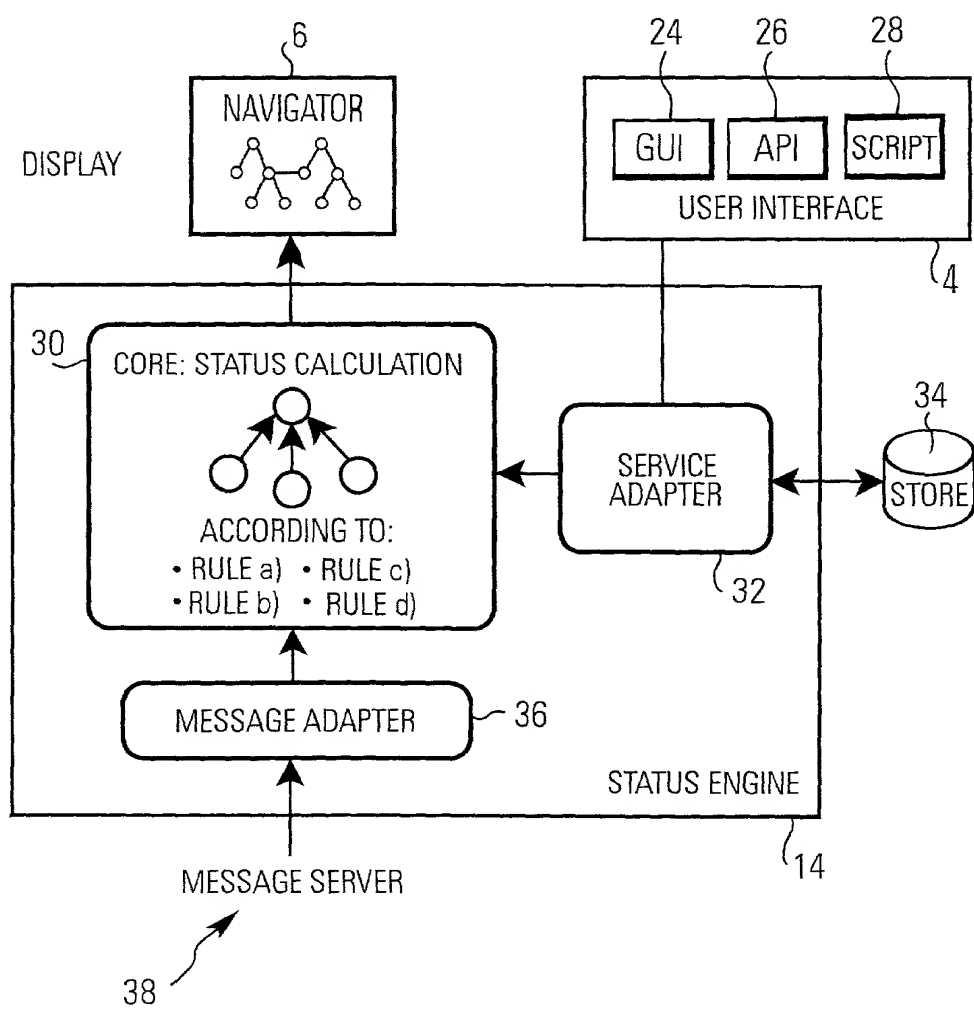 6
24
26
28
NAVIGATOR
DISPLAY
GUI
API
SCRIPT
USER INTERFACE
4
30
CORE: STATUS CALCULATION
34
SERVICE
ADAPTER
STORE
ACCORDING TO:
• RULE a) • RULE c)
• RULE b) • RULE d)
32
MESSAGE ADAPTER
36
STATUS ENGINE
14
MESSAGE SERVER
38